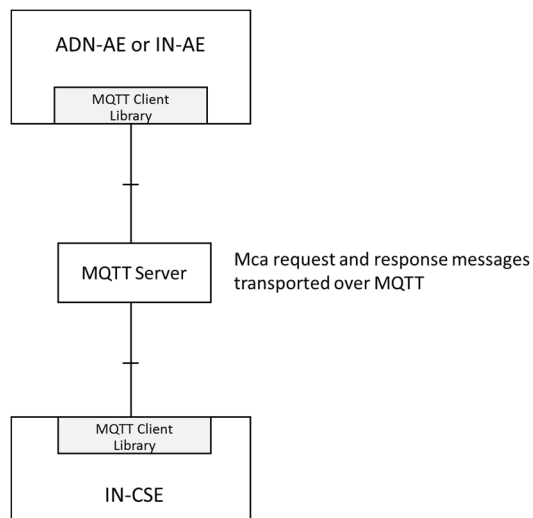 ADN-AE or IN-AE
MQTT Client
Library
MQTT Server
Mca request and response messages
transported over MQTT
MQTT Client
Library
IN-CSE